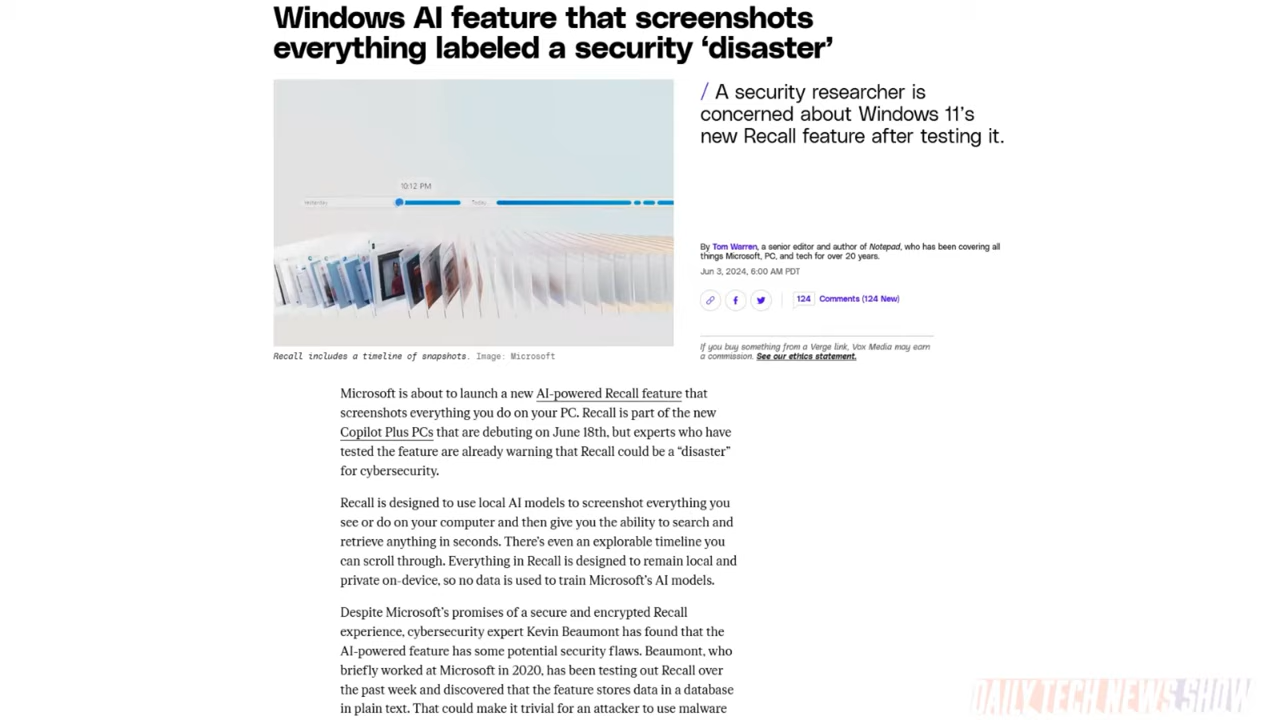 Windows AI feature that screenshots
everything labeled a security ‘disaster’
/ A security researcher is
concerned about Windows 11’s
new Recall feature after testing it.
10:12 PM
Yesterday
Today
By Tom Warren, a senior editor and author of Notepad, who has been covering all
things Microsoft, PC, and tech for over 20 years.
Jun 3, 2024, 6:00 AM PDT
124 Comments (124 New)
If you buy something from a Verge link, Vox Media may earn
a commission. See our ethics statement.
Recall includes a timeline of snapshots. Image: Microsoft
Microsoft is about to launch a new AI-powered Recall feature that
screenshots everything you do on your PC. Recall is part of the new
Copilot Plus PCs that are debuting on June 18th, but experts who have
tested the feature are already warning that Recall could be a “disaster”
for cybersecurity.
Recall is designed to use local AI models to screenshot everything you
see or do on your computer and then give you the ability to search and
retrieve anything in seconds. There’s even an explorable timeline you
can scroll through. Everything in Recall is designed to remain local and
private on-device, so no data is used to train Microsoft’s AI models.
Despite Microsoft’s promises of a secure and encrypted Recall
experience, cybersecurity expert Kevin Beaumont has found that the
AI-powered feature has some potential security flaws. Beaumont, who
briefly worked at Microsoft in 2020, has been testing out Recall over
the past week and discovered that the feature stores data in a database
in plain text. That could make it trivial for an attacker to use malware
DAILY TECH NEWS SHOW